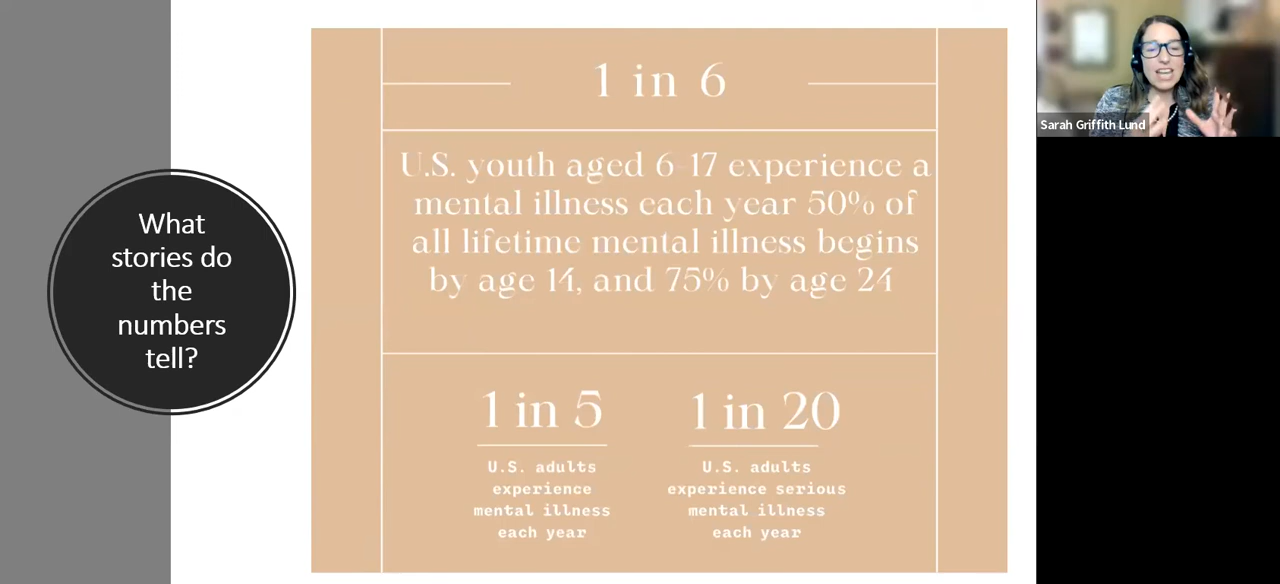 What
stories do
the
numbers
tell?
1 in 6
U.S. youth aged 6-17 experience a
mental illness each year 50% of
all lifetime mental illness begins
by age 14, and 75% by age 24
1 in 5
U.S. adults
experience
mental illness
each year
1 in 20
U.S. adults
experience serious
mental illness
each year
Sarah Griffith Lund